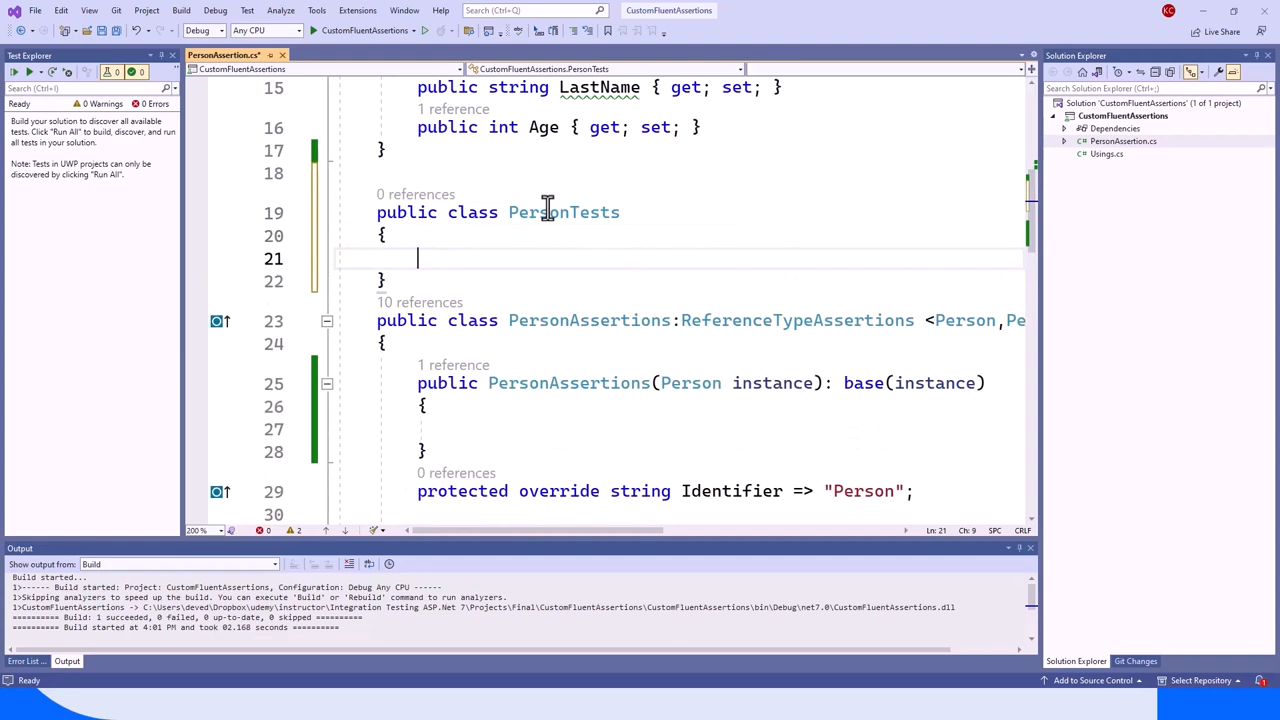 File Edit View Git Project Build Debug Test Analyze Tools Extensions Window Help Search (Ctrl+Q) CustomFluentAssertions KC
Debug Any CPU CustomFluentAssertions Live Share
Test Explorer
Search (Ctrl+I)
Ready 0 Warnings 0 Errors
Build your solution to discover all available
tests. Click "Run All" to build, discover, and run
all tests in your solution.
Note: Tests in UWP projects can only be
discovered by clicking "Run All".
PersonAssertion.cs*
CustomFluentAssertions CustomFluentAssertions.PersonTests
15 public string LastName { get; set; }
1 reference
16 public int Age { get; set; }
17 }
18
0 references
19 public class PersonTests
20 {
21
22 }
10 references
23 public class PersonAssertions:ReferenceTypeAssertions <Person,Pe
24 {
1 reference
25 public PersonAssertions(Person instance): base(instance)
26 {
27
28 }
0 references
29 protected override string Identifier => "Person";
30
200 % 0 2 Ln: 21 Ch: 9 SPC CRLF
Solution Explorer
Search Solution Explorer (Ctrl+;)
Solution 'CustomFluentAssertions' (1 of 1 project)
CustomFluentAssertions
Dependencies
C# PersonAssertion.cs
C# Usings.cs
Output
Show output from: Build
Build started...
1>------ Build started: Project: CustomFluentAssertions, Configuration: Debug Any CPU ------
1>Skipping analyzers to speed up the build. You can execute 'Build' or 'Rebuild' command to run analyzers.
1>CustomFluentAssertions -> C:\Users\deved\Dropbox\udemy\instructor\Integration Testing ASP.Net 7\Projects\Final\CustomFluentAssertions\CustomFluentAssertions\bin\Debug\net7.0\CustomFluentAssertions.dll
========== Build: 1 succeeded, 0 failed, 0 up-to-date, 0 skipped ==========
========== Build started at 4:01 PM and took 02.168 seconds ==========
Error List ... Output
Solution Explorer Git Changes
Ready Add to Source Control Select Repository 1